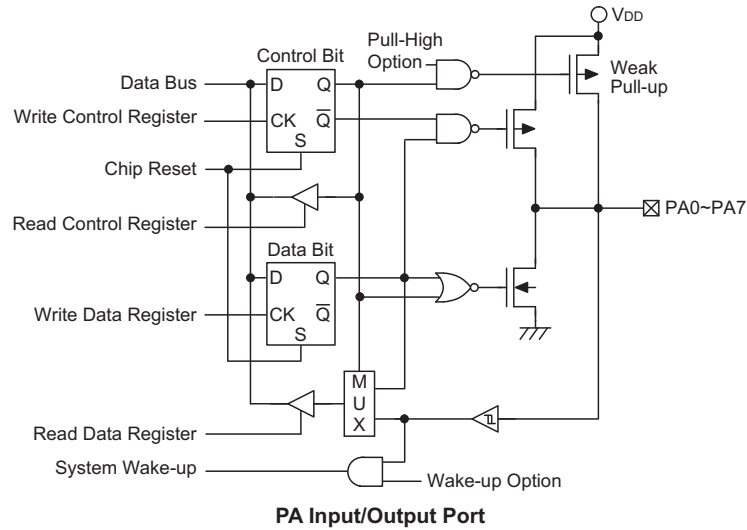 VDD
Control Bit
Pull-High
Option
Weak
Pull-up
Data Bus
D
Q
Write Control Register
CK
Q̅
S
Chip Reset
Read Control Register
PA0~PA7
Data Bit
D
Q
Write Data Register
CK
Q̅
S
M
U
X
Read Data Register
System Wake-up
Wake-up Option
PA Input/Output Port